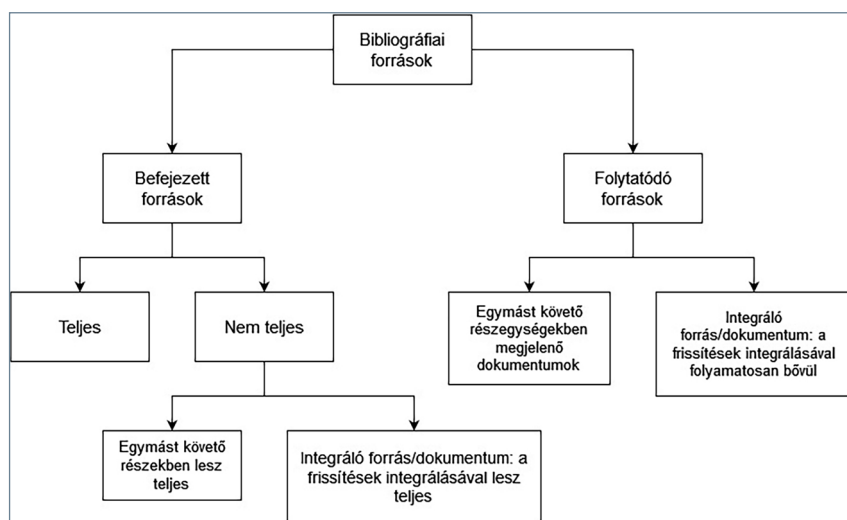 Bibliográfiai
források
Befejezett
források
Folytatódó
források
Teljes
Nem teljes
Egymást követő
részegységekben
megjelenő
dokumentumok
Integráló
forrás/dokumentum: a
frissítések integrálásával
folyamatosan bővül
Egymást követő
részekben lesz
teljes
Integráló forrás/dokumentum: a
frissítések integrálásával lesz
teljes